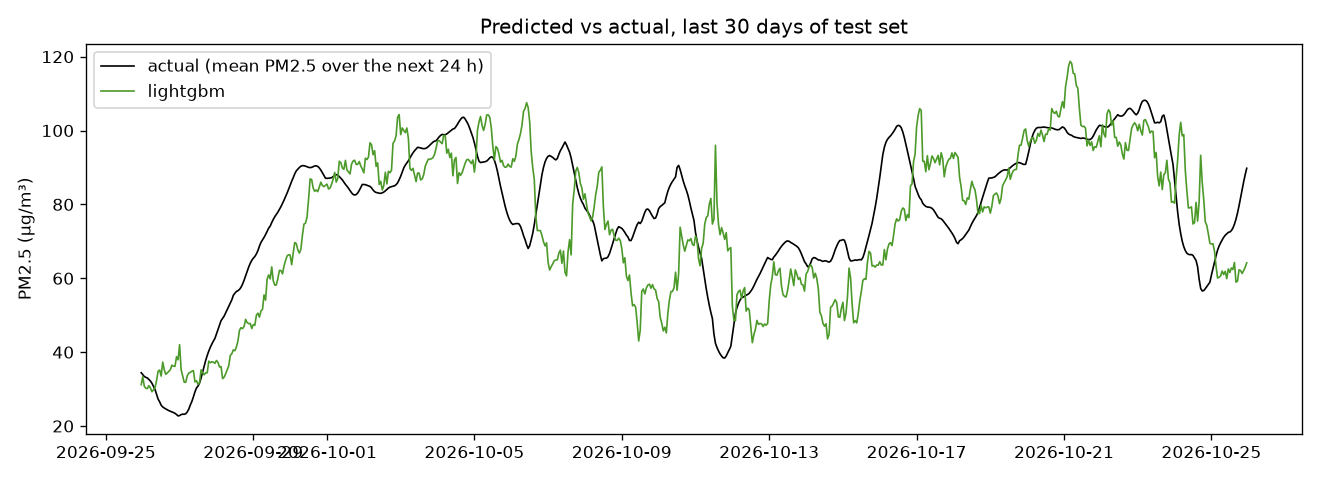 Predicted vs actual, last 30 days of test set
actual (mean PM2.5 over the next 24 h)
lightgbm
PM2.5 (µg/m³)
120
100
80
60
40
20
2026-09-25 2026-09-29 2026-10-01 2026-10-05 2026-10-09 2026-10-13 2026-10-17 2026-10-21 2026-10-25